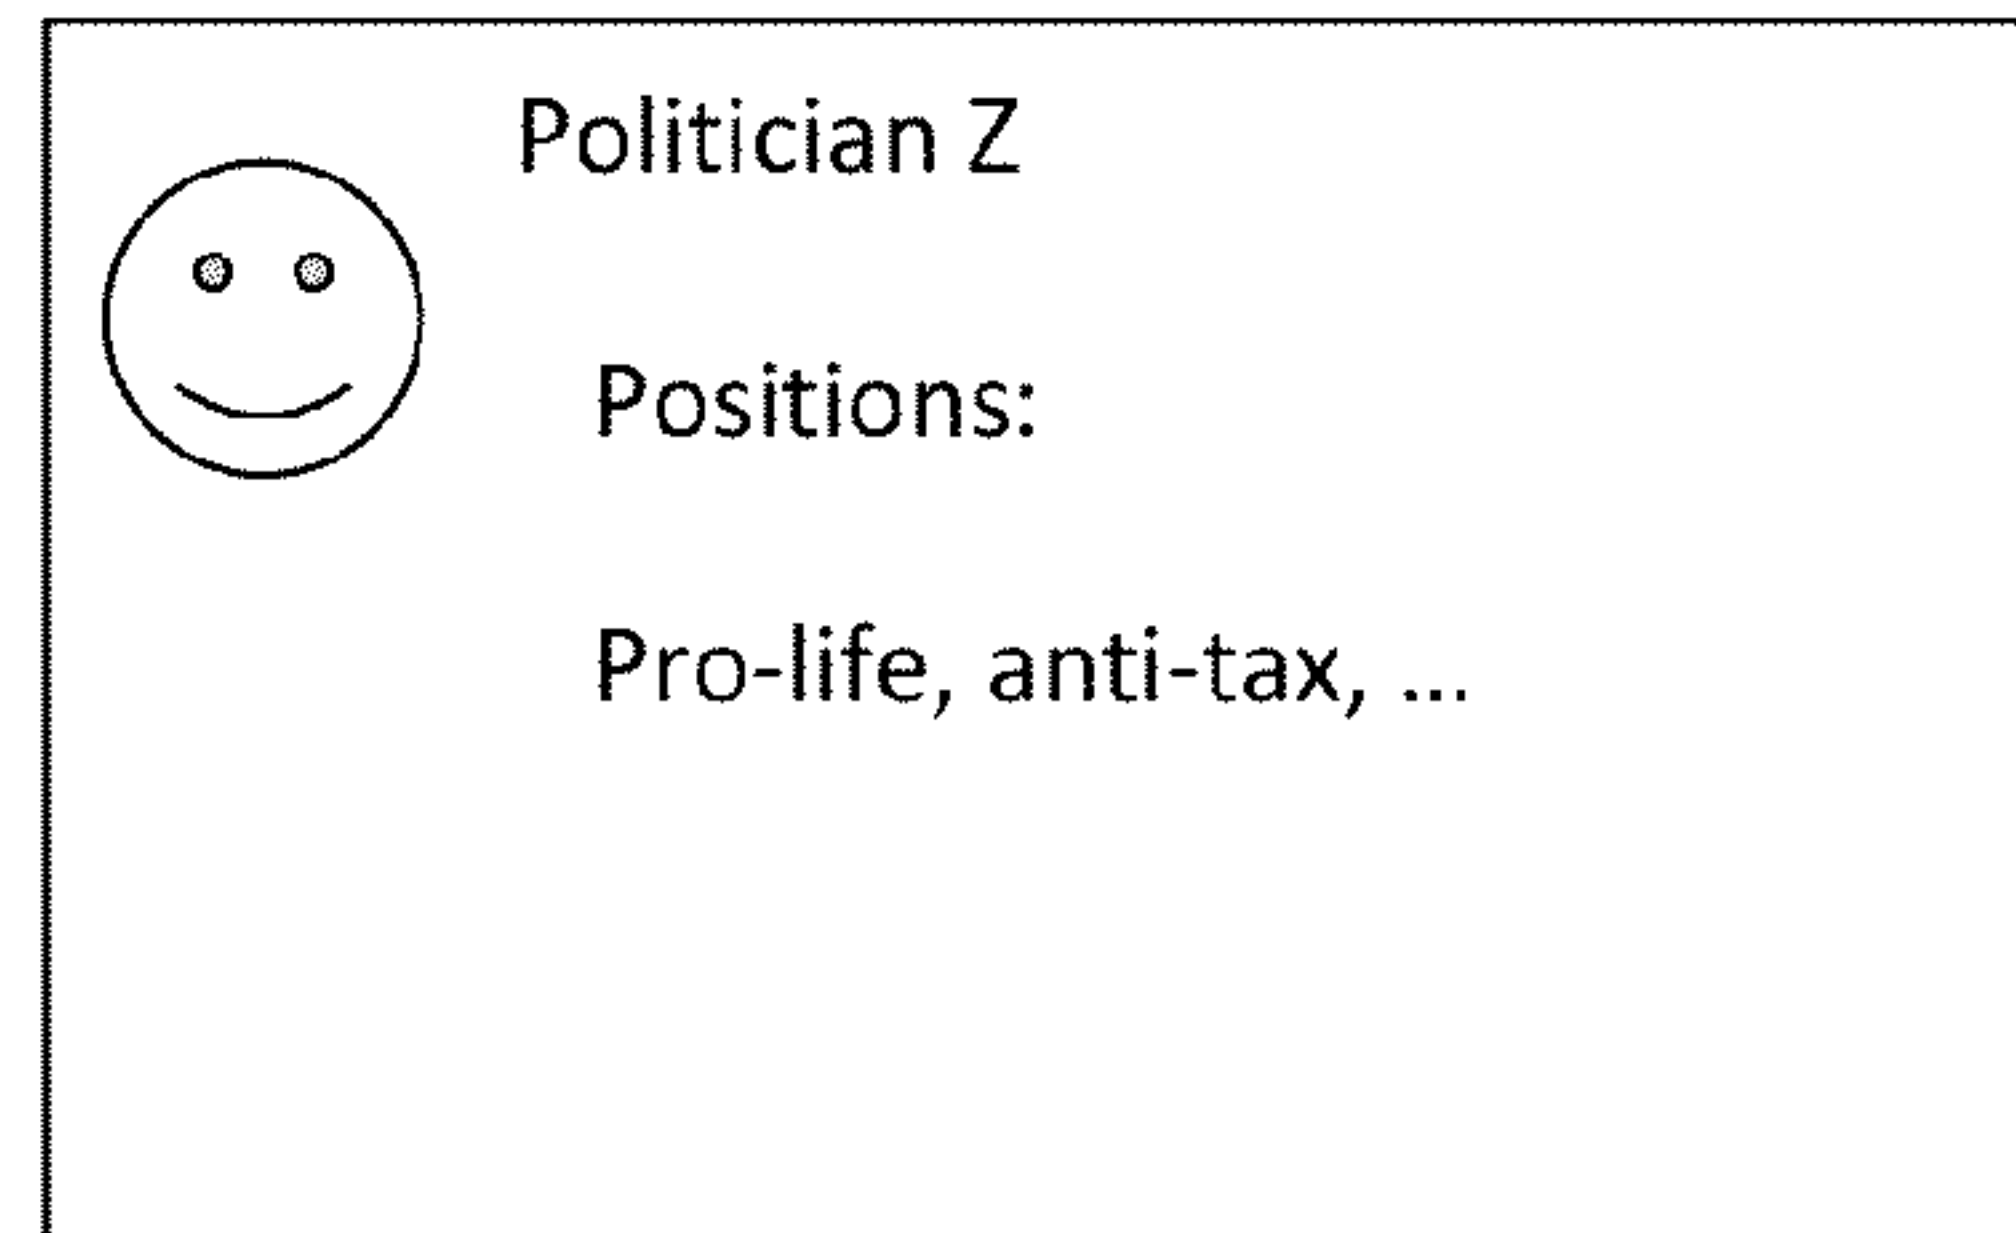 Politician Z
Positions:
Pro-life, anti-tax, ...